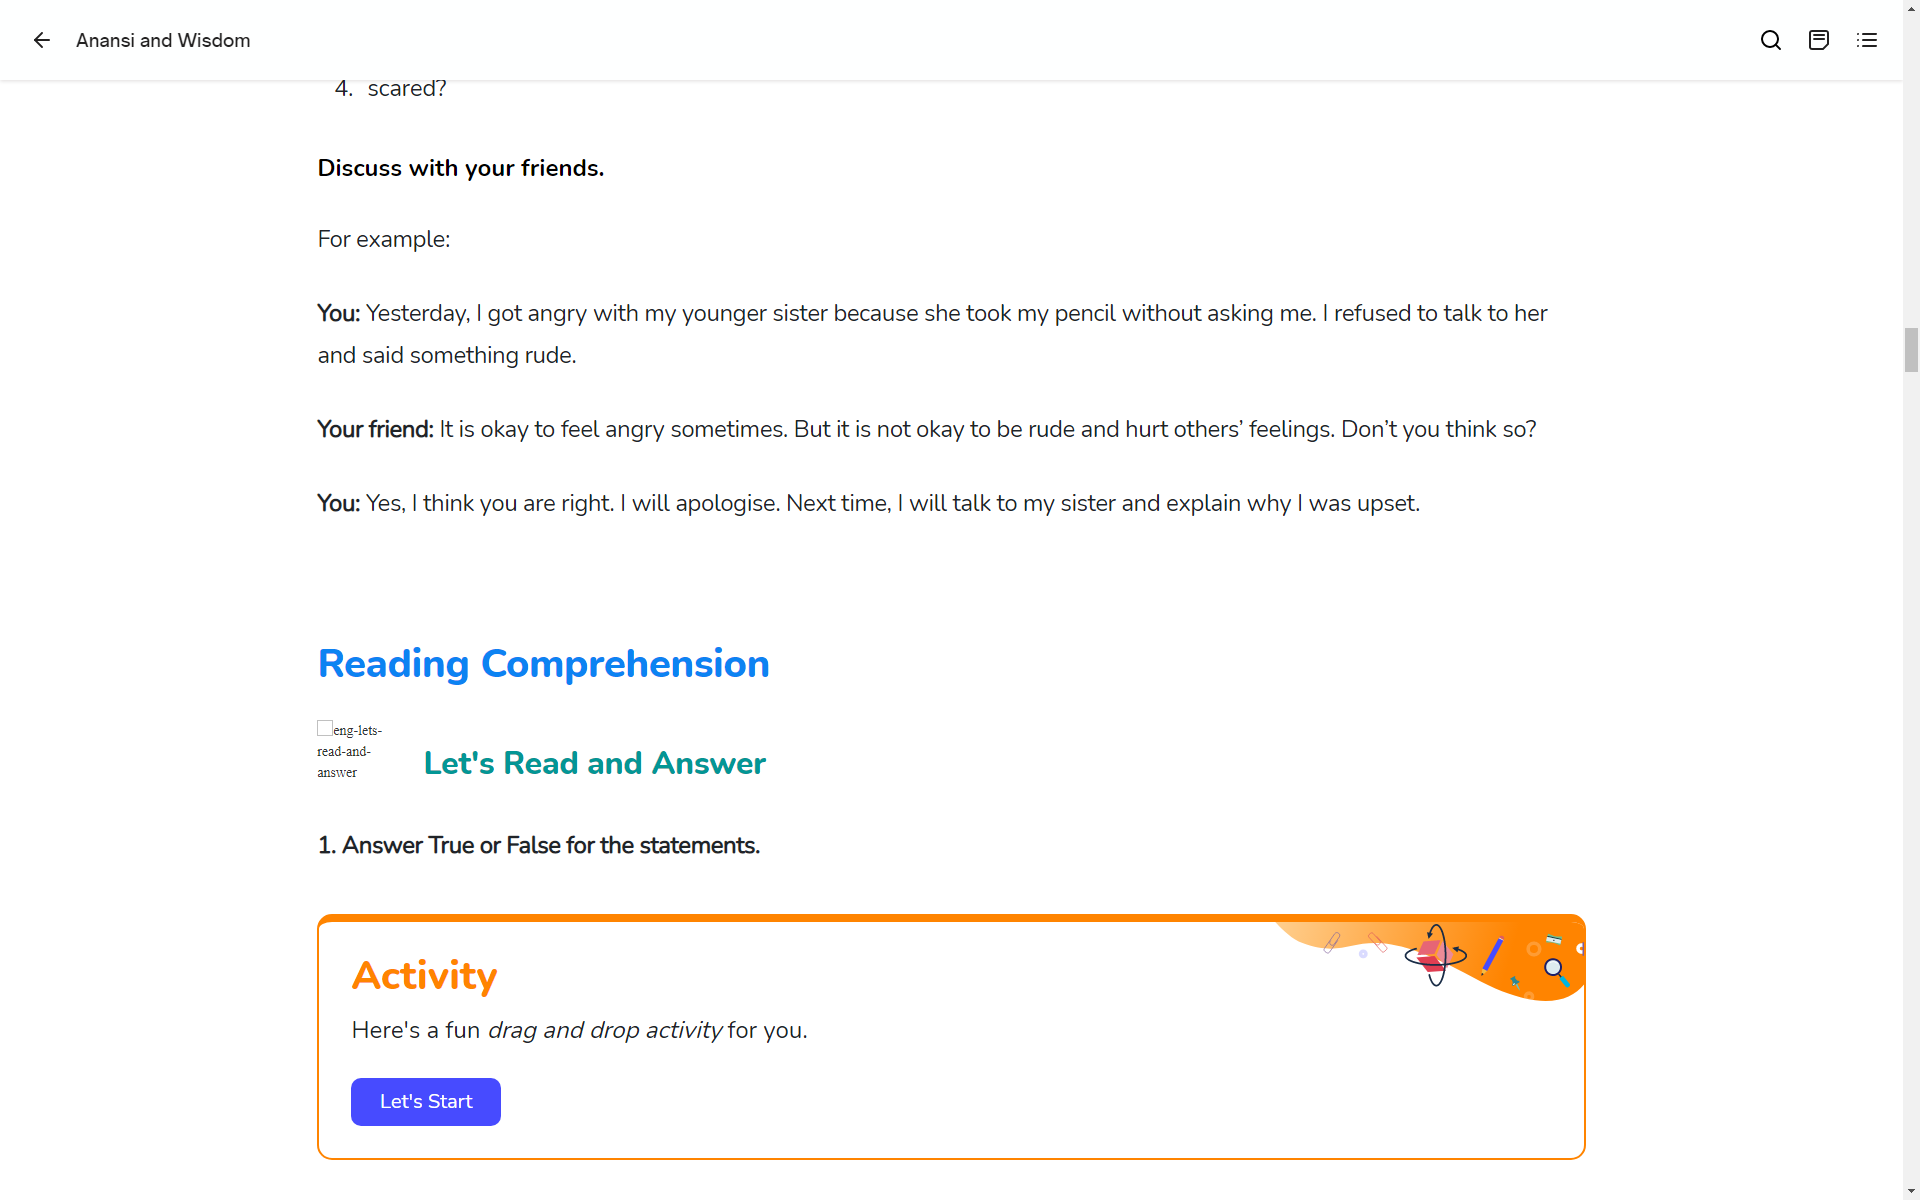 Anansi and Wisdom
4. scared?
Discuss with your friends.
For example:
You: Yesterday, I got angry with my younger sister because she took my pencil without asking me. I refused to talk to her
and said something rude.
Your friend: It is okay to feel angry sometimes. But it is not okay to be rude and hurt others’ feelings. Don’t you think so?
You: Yes, I think you are right. I will apologise. Next time, I will talk to my sister and explain why I was upset.
Reading Comprehension
eng-lets-
read-and-
answer
Let's Read and Answer
1. Answer True or False for the statements.
Activity
Here's a fun drag and drop activity for you.
Let's Start